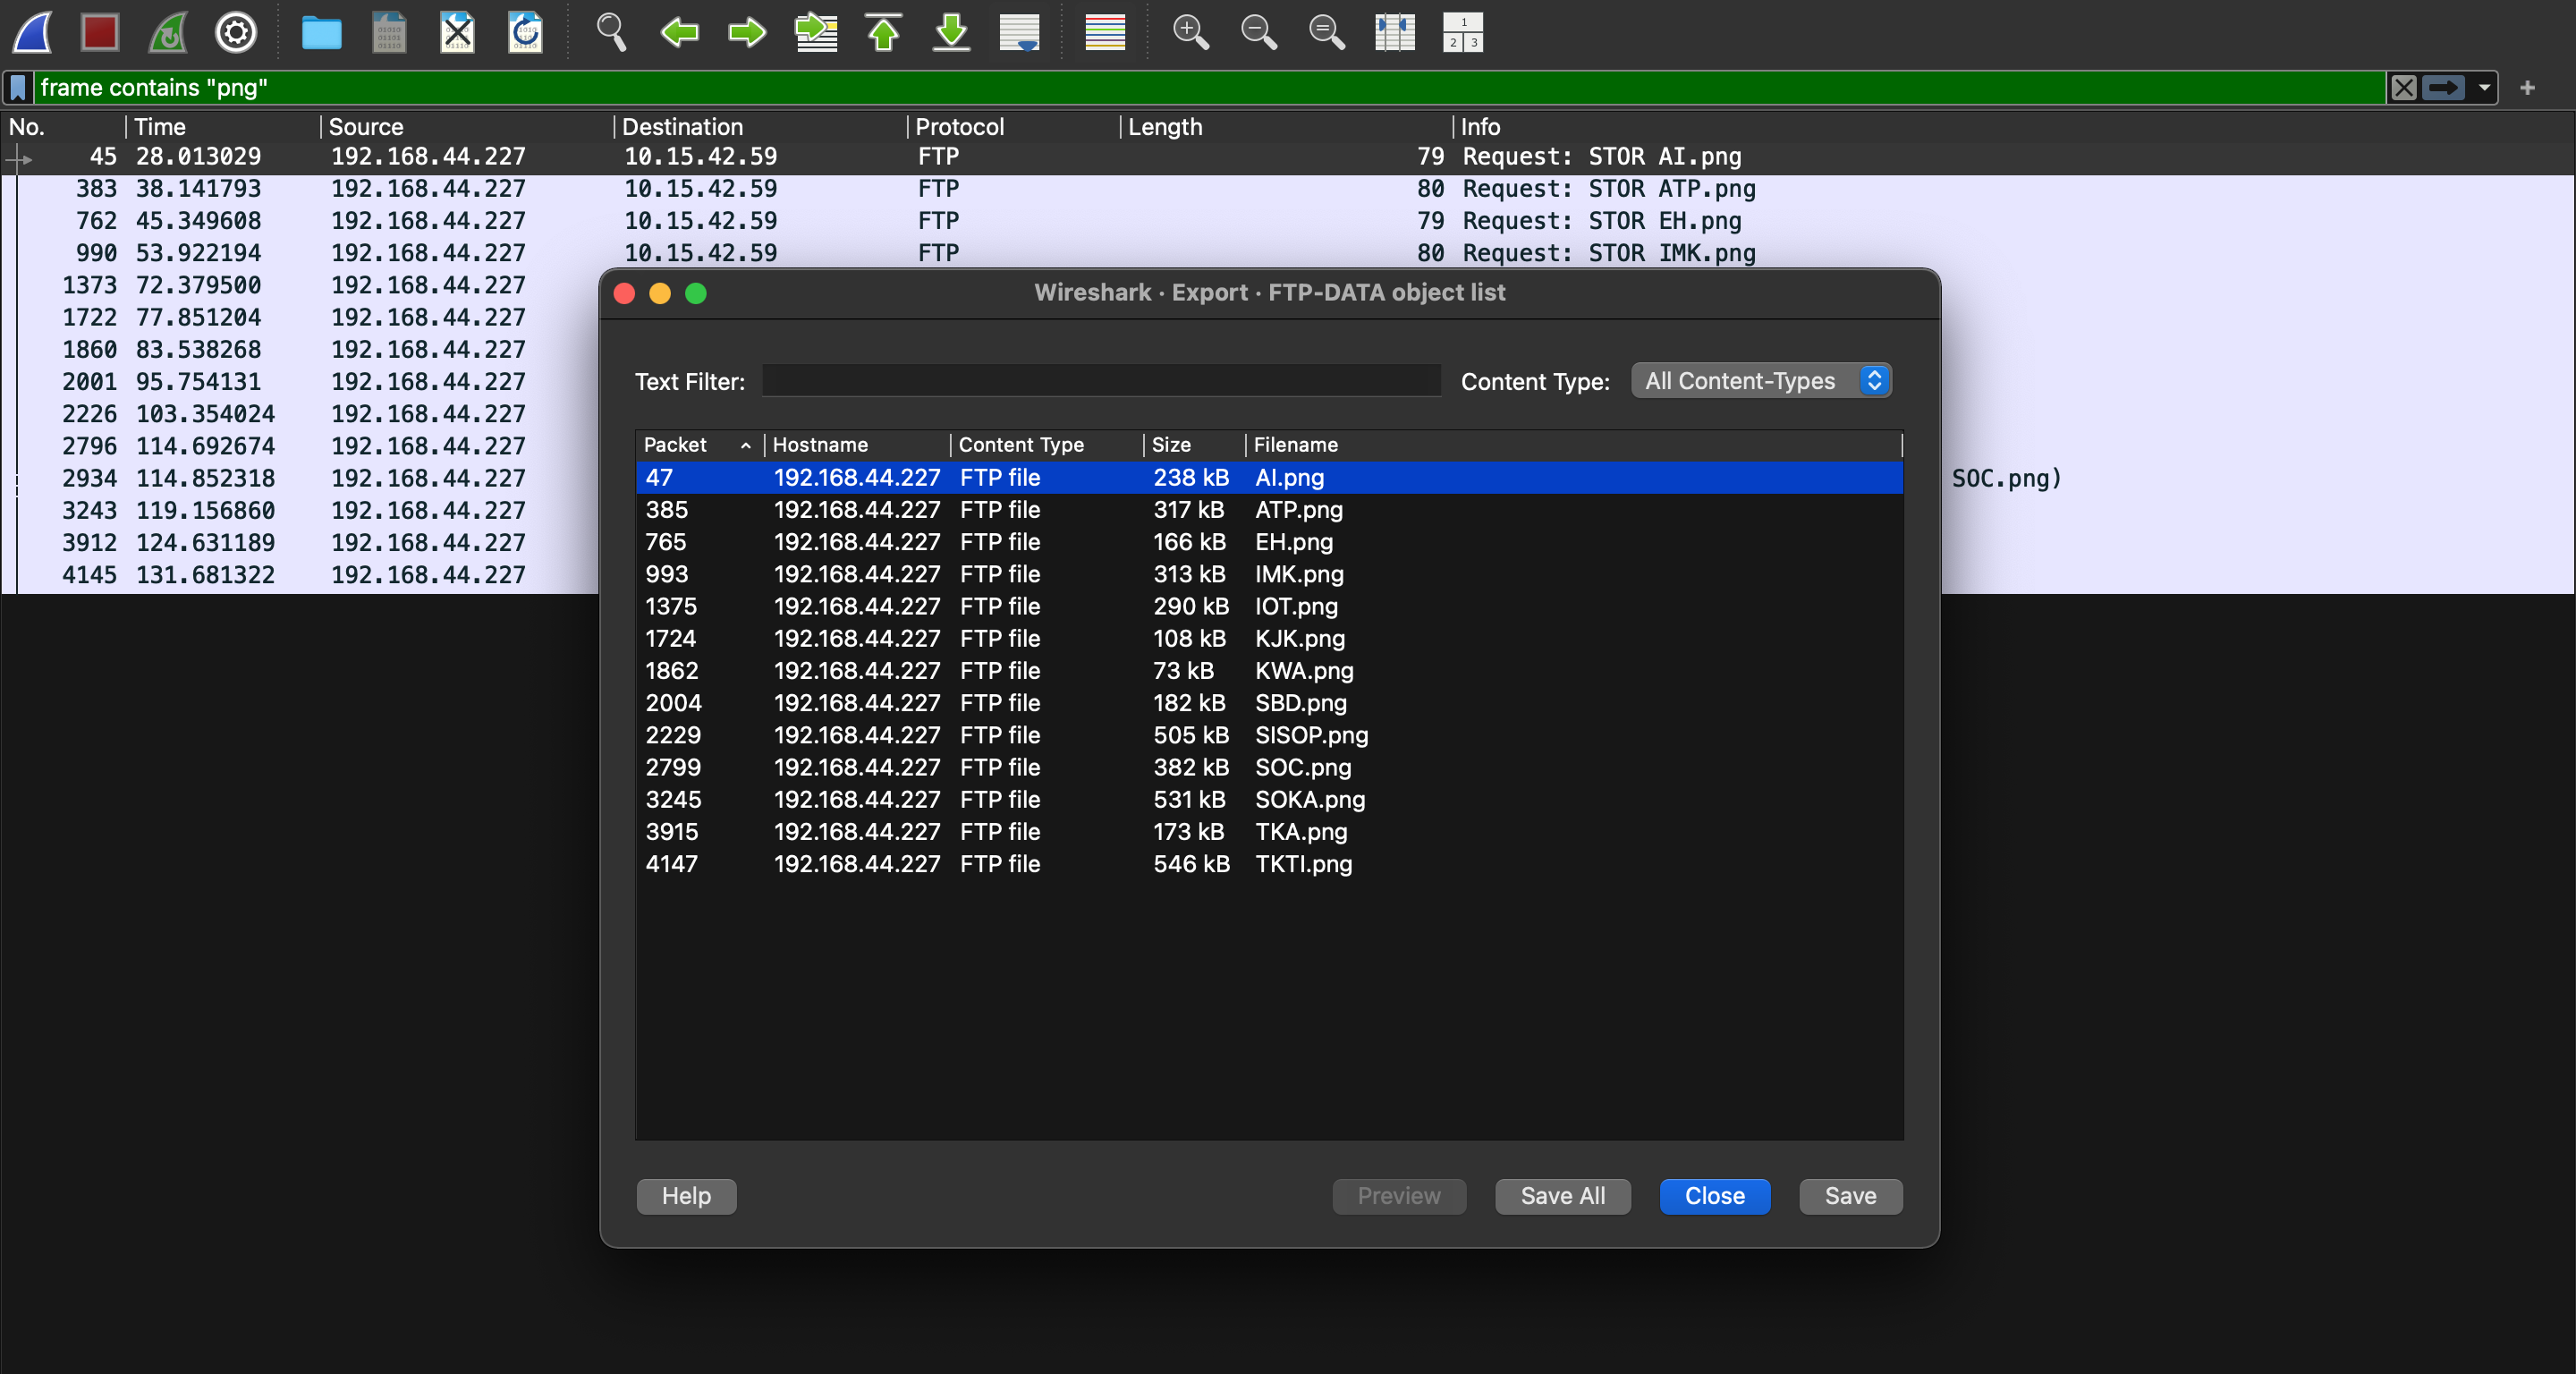 frame contains "png"
No. Time Source Destination Protocol Length Info
45 28.013029 192.168.44.227 10.15.42.59 FTP 79 Request: STOR AI.png
383 38.141793 192.168.44.227 10.15.42.59 FTP 80 Request: STOR ATP.png
762 45.349608 192.168.44.227 10.15.42.59 FTP 79 Request: STOR EH.png
990 53.922194 192.168.44.227 10.15.42.59 FTP 80 Request: STOR IMK.png
1373 72.379500 192.168.44.227
1722 77.851204 192.168.44.227
1860 83.538268 192.168.44.227
2001 95.754131 192.168.44.227
2226 103.354024 192.168.44.227
2796 114.692674 192.168.44.227
2934 114.852318 192.168.44.227 SOC.png)
3243 119.156860 192.168.44.227
3912 124.631189 192.168.44.227
4145 131.681322 192.168.44.227
Wireshark · Export · FTP-DATA object list
Text Filter: Content Type: All Content-Types
Packet Hostname Content Type Size Filename
47 192.168.44.227 FTP file 238 kB AI.png
385 192.168.44.227 FTP file 317 kB ATP.png
765 192.168.44.227 FTP file 166 kB EH.png
993 192.168.44.227 FTP file 313 kB IMK.png
1375 192.168.44.227 FTP file 290 kB IOT.png
1724 192.168.44.227 FTP file 108 kB KJK.png
1862 192.168.44.227 FTP file 73 kB KWA.png
2004 192.168.44.227 FTP file 182 kB SBD.png
2229 192.168.44.227 FTP file 505 kB SISOP.png
2799 192.168.44.227 FTP file 382 kB SOC.png
3245 192.168.44.227 FTP file 531 kB SOKA.png
3915 192.168.44.227 FTP file 173 kB TKA.png
4147 192.168.44.227 FTP file 546 kB TKTI.png
Help Preview Save All Close Save